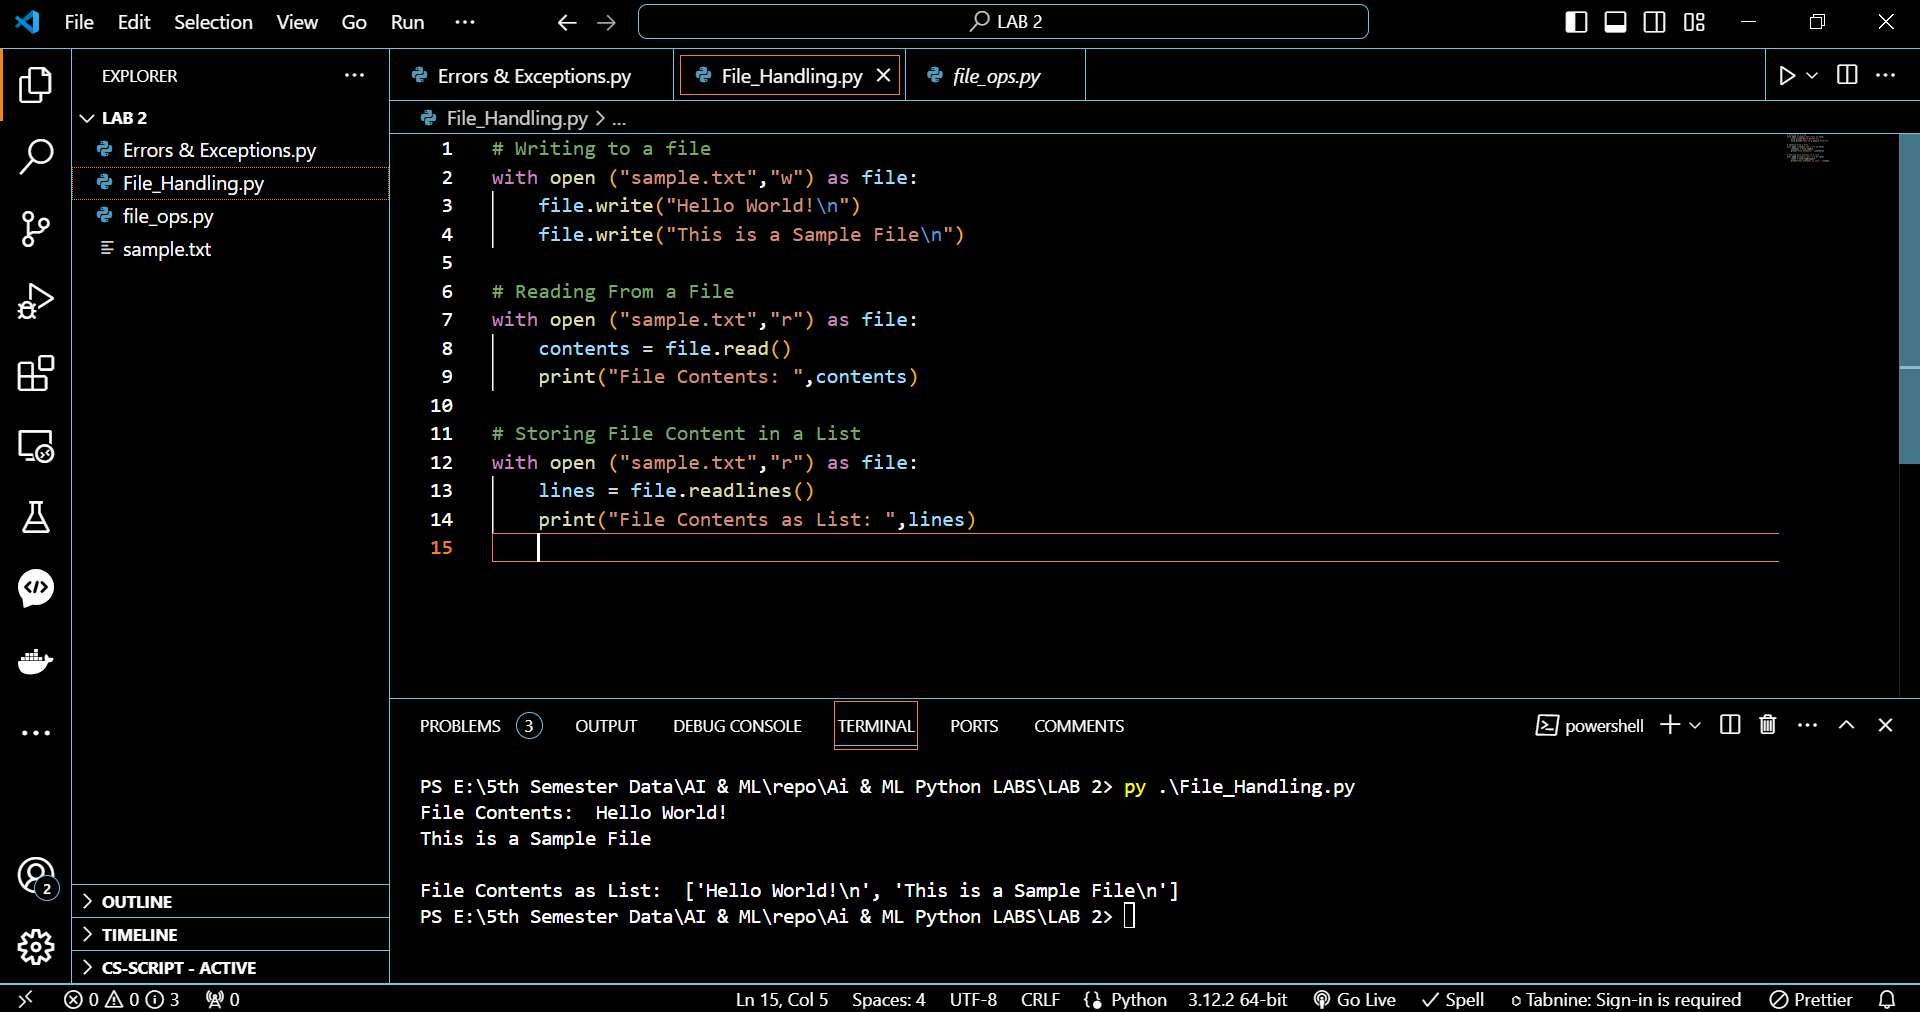 File Edit Selection View Go Run ··· LAB 2
EXPLORER ···
LAB 2
Errors & Exceptions.py
File_Handling.py
file_ops.py
sample.txt
OUTLINE
TIMELINE
CS-SCRIPT - ACTIVE
2
Errors & Exceptions.py File_Handling.py file_ops.py
File_Handling.py > ...
1 # Writing to a file
2 with open ("sample.txt","w") as file:
3 file.write("Hello World!\n")
4 file.write("This is a Sample File\n")
5
6 # Reading From a File
7 with open ("sample.txt","r") as file:
8 contents = file.read()
9 print("File Contents: ",contents)
10
11 # Storing File Content in a List
12 with open ("sample.txt","r") as file:
13 lines = file.readlines()
14 print("File Contents as List: ",lines)
15
PROBLEMS 3 OUTPUT DEBUG CONSOLE TERMINAL PORTS COMMENTS powershell
PS E:\5th Semester Data\AI & ML\repo\Ai & ML Python LABS\LAB 2> py .\File_Handling.py
File Contents:  Hello World!
This is a Sample File
File Contents as List:  ['Hello World!\n', 'This is a Sample File\n']
PS E:\5th Semester Data\AI & ML\repo\Ai & ML Python LABS\LAB 2>
0 0 3 0 Ln 15, Col 5 Spaces: 4 UTF-8 CRLF Python 3.12.2 64-bit Go Live Spell Tabnine: Sign-in is required Prettier